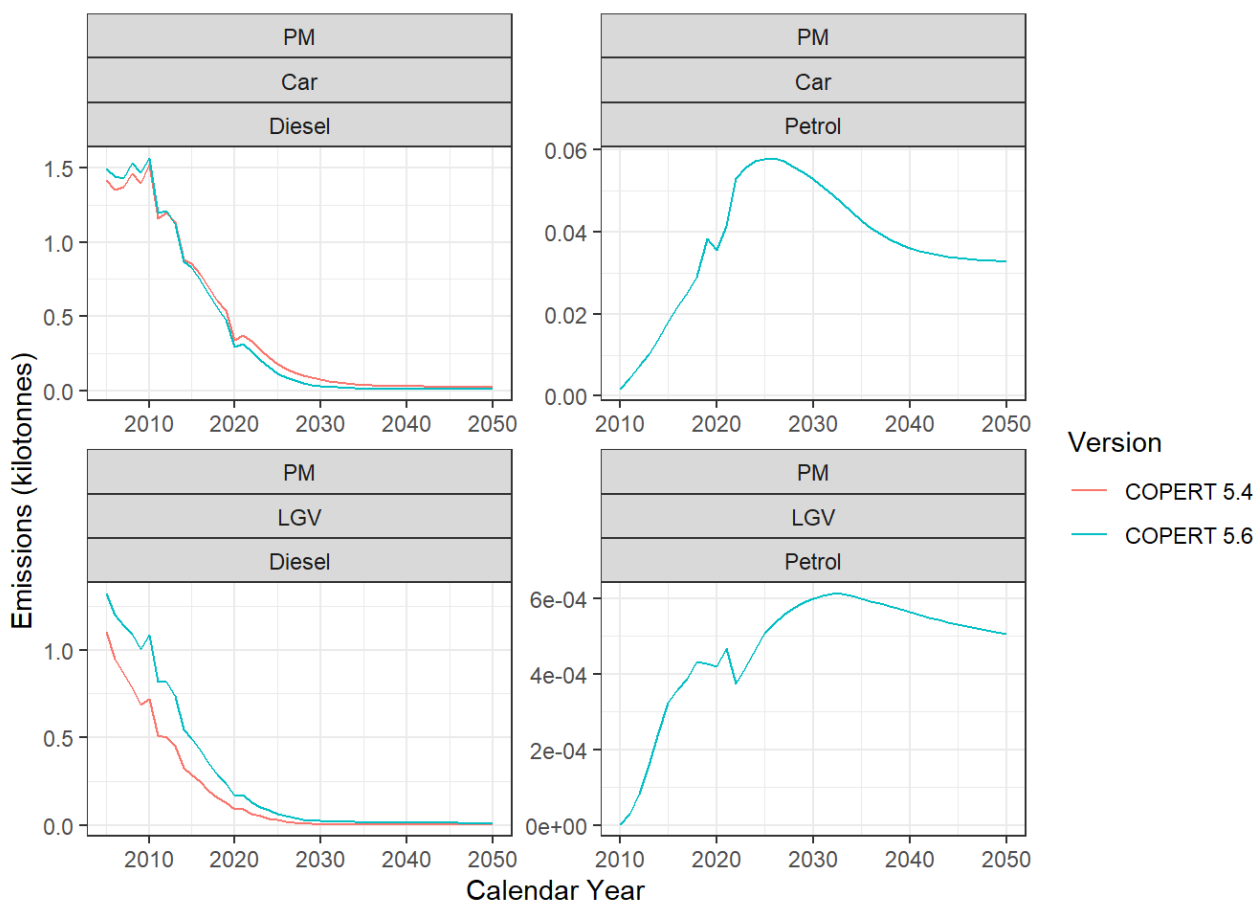 PM
Car
Diesel
1.5
1.0
0.5
0.0
2010 2020 2030 2040 2050
PM
Car
Petrol
0.06
0.04
0.02
0.00
2010 2020 2030 2040 2050
PM
LGV
Diesel
1.0
0.5
0.0
2010 2020 2030 2040 2050
PM
LGV
Petrol
6e-04
4e-04
2e-04
0e+00
2010 2020 2030 2040 2050
Emissions (kilotonnes)
Calendar Year
Version
COPERT 5.4
COPERT 5.6